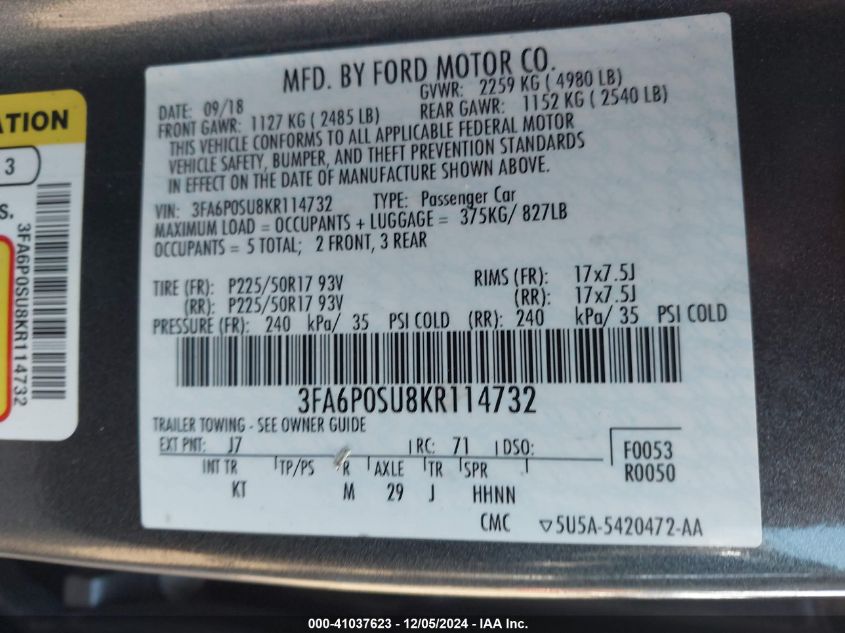 MFD. BY FORD MOTOR CO.
DATE: 09/18 GVWR: 2259 KG ( 4980 LB)
FRONT GAWR: 1127 KG ( 2485 LB) REAR GAWR: 1152 KG ( 2540 LB)
THIS VEHICLE CONFORMS TO ALL APPLICABLE FEDERAL MOTOR
VEHICLE SAFETY, BUMPER, AND THEFT PREVENTION STANDARDS
IN EFFECT ON THE DATE OF MANUFACTURE SHOWN ABOVE.
VIN: 3FA6P0SU8KR114732 TYPE: Passenger Car
MAXIMUM LOAD = OCCUPANTS + LUGGAGE = 375KG/ 827LB
OCCUPANTS = 5 TOTAL; 2 FRONT, 3 REAR
TIRE (FR): P225/50R17 93V RIMS (FR): 17x7.5J
(RR): P225/50R17 93V (RR): 17x7.5J
PRESSURE (FR): 240 kPa/ 35 PSI COLD (RR): 240 kPa/ 35 PSI COLD
3FA6P0SU8KR114732
TRAILER TOWING - SEE OWNER GUIDE
EXT PNT: J7 RC: 71 DSO: F0053
INT TR TP/PS R AXLE TR SPR R0050
KT M 29 J HHNN
CMC ▽5U5A-5420472-AA
ATION
3
S.
3FA6P0SU8KR114732
000-41037623 - 12/05/2024 - IAA Inc.